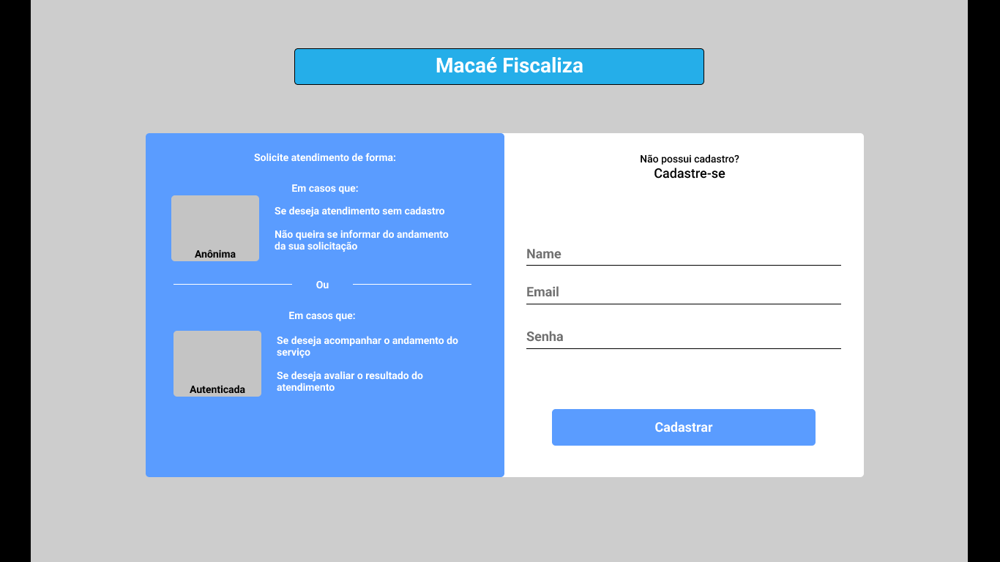 Macaé Fiscaliza
Solicite atendimento de forma:
Em casos que:
Se deseja atendimento sem cadastro
Não queira se informar do andamento
da sua solicitação
Anônima
Ou
Em casos que:
Se deseja acompanhar o andamento do
serviço
Se deseja avaliar o resultado do
atendimento
Autenticada
Não possui cadastro?
Cadastre-se
Name
Email
Senha
Cadastrar